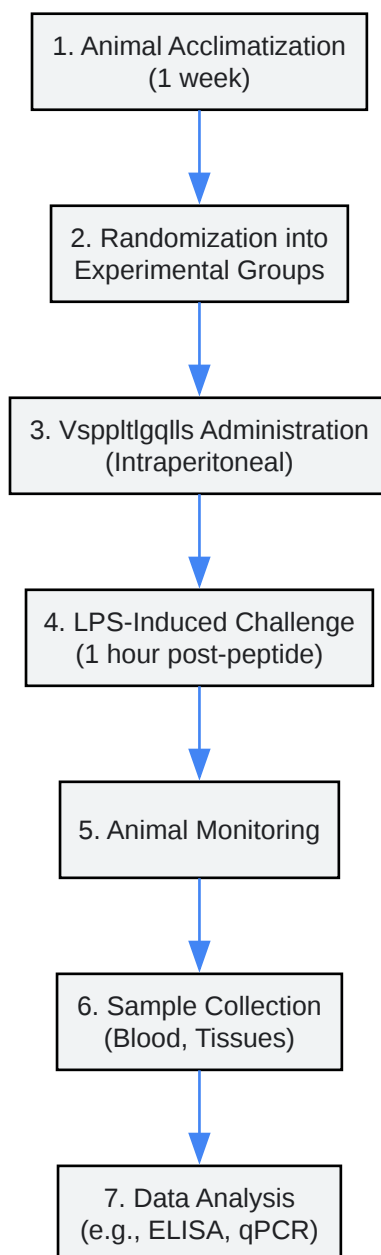 1. Animal Acclimatization
(1 week)
2. Randomization into
Experimental Groups
3. Vsppltlgqlls Administration
(Intraperitoneal)
4. LPS-Induced Challenge
(1 hour post-peptide)
5. Animal Monitoring
6. Sample Collection
(Blood, Tissues)
7. Data Analysis
(e.g., ELISA, qPCR)